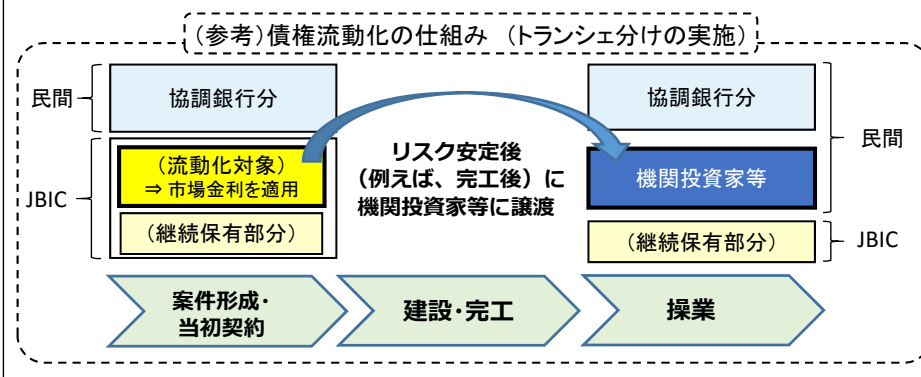 （参考）債権流動化の仕組み （トランシェ分けの実施）
民間
協調銀行分
JBIC
（流動化対象）
⇒ 市場金利を適用
（継続保有部分）
リスク安定後
（例えば、完工後）に
機関投資家等に譲渡
協調銀行分
機関投資家等
民間
（継続保有部分）
JBIC
案件形成・
当初契約
建設・完工
操業